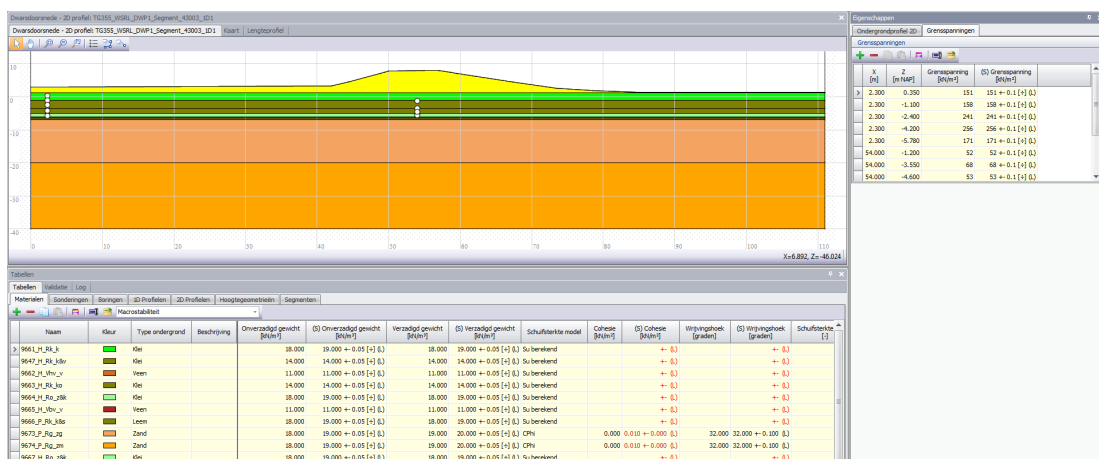 Dwarsdoorsnede - 2D profiel: TG355_WSRL_DWP1_Segment_43003_1D1
Dwarsdoorsnede - 2D profiel: TG355_WSRL_DWP1_Segment_43003_1D1 Kaart Lengteprofiel
10
0
-10
-20
-30
-40
0 10 20 30 40 50 60 70 80 90 100 110
X=6.892, Z=-46.024
Eigenschappen
Ondergrondprofiel 2D Grensspanningen
Grensspanningen
X [m] Z [m NAP] Grensspanning [kN/m²] (S) Grensspanning [kN/m²]
2.300 0.350 151 151 +- 0.1 [+] (L)
2.300 -1.100 158 158 +- 0.1 [+] (L)
2.300 -2.400 241 241 +- 0.1 [+] (L)
2.300 -4.200 256 256 +- 0.1 [+] (L)
2.300 -5.780 171 171 +- 0.1 [+] (L)
54.000 -1.200 52 52 +- 0.1 [+] (L)
54.000 -3.550 68 68 +- 0.1 [+] (L)
54.000 -4.600 53 53 +- 0.1 [+] (L)
Tabellen
Tabellen Validatie Log
Materialen Sonderingen Boringen 1D Profielen 2D Profielen Hoogtegeometrieën Segmenten
Macrostabiliteit
Naam Kleur Type ondergrond Beschrijving Onverzadigd gewicht [kN/m³] (S) Onverzadigd gewicht [kN/m³] Verzadigd gewicht [kN/m³] (S) Verzadigd gewicht [kN/m³] Schuifsterkte model Cohesie [kN/m²] (S) Cohesie [kN/m²] Wrijvingshoek [graden] (S) Wrijvingshoek [graden] Schuifsterkte [-]
9661_H_Rk_k Klei 18.000 19.000 +- 0.05 [+] (L) 18.000 19.000 +- 0.05 [+] (L) Su berekend +- (L) +- (L)
9647_H_Rk_k&v Klei 14.000 14.000 +- 0.05 [+] (L) 14.000 14.000 +- 0.05 [+] (L) Su berekend +- (L) +- (L)
9662_H_Vhv_v Veen 11.000 11.000 +- 0.05 [+] (L) 11.000 11.000 +- 0.05 [+] (L) Su berekend +- (L) +- (L)
9663_H_Rk_ko Klei 14.000 14.000 +- 0.05 [+] (L) 14.000 14.000 +- 0.05 [+] (L) Su berekend +- (L) +- (L)
9664_H_Ro_z&k Klei 18.000 19.000 +- 0.05 [+] (L) 18.000 19.000 +- 0.05 [+] (L) Su berekend +- (L) +- (L)
9665_H_Vbv_v Veen 11.000 11.000 +- 0.05 [+] (L) 11.000 11.000 +- 0.05 [+] (L) Su berekend +- (L) +- (L)
9666_P_Rk_k&s Leem 18.000 19.000 +- 0.05 [+] (L) 18.000 19.000 +- 0.05 [+] (L) Su berekend +- (L) +- (L)
9673_P_Rg_zg Zand 18.000 19.000 +- 0.05 [+] (L) 19.000 20.000 +- 0.05 [+] (L) CPhi 0.000 0.010 +- 0.000 (L) 32.000 32.000 +- 0.100 (L)
9674_P_Rg_zm Zand 18.000 19.000 +- 0.05 [+] (L) 19.000 20.000 +- 0.05 [+] (L) CPhi 0.000 0.010 +- 0.000 (L) 32.000 32.000 +- 0.100 (L)
9667_H_Ro_z&k Klei 18.000 19.000 +- 0.05 [+] (L) 18.000 19.000 +- 0.05 [+] (L) Su berekend +- (L) +- (L)